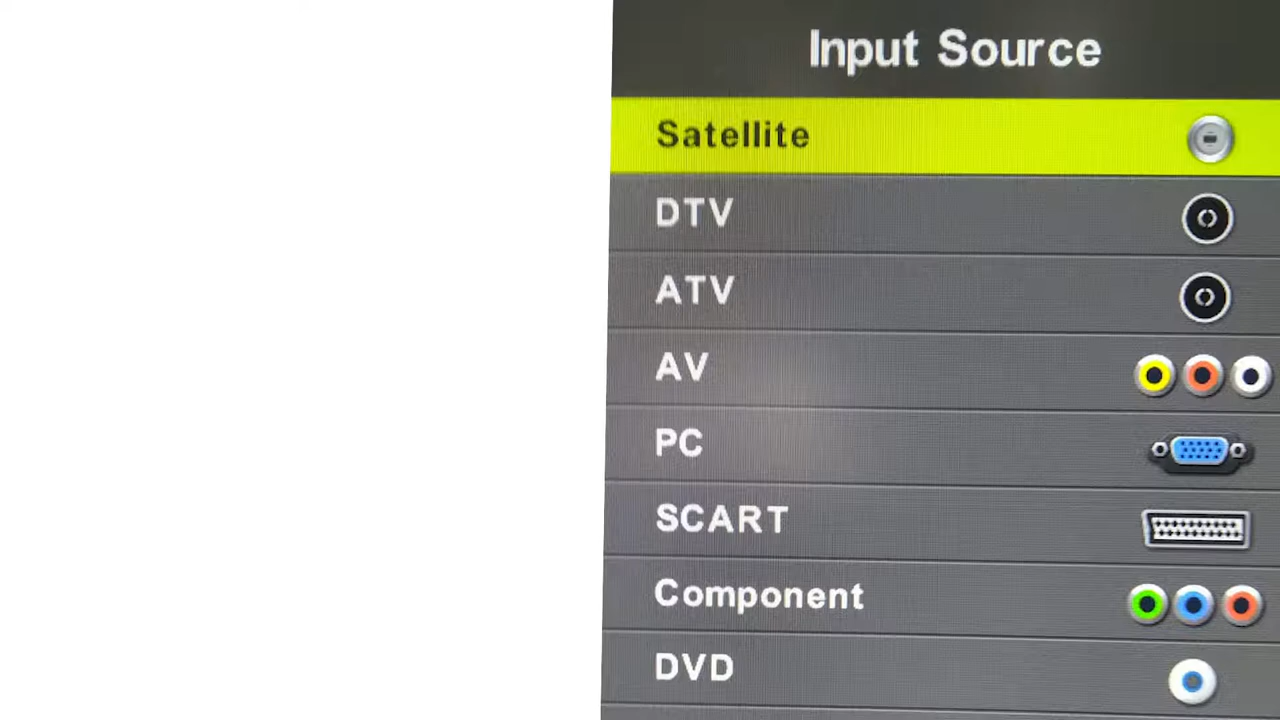 Input Source
Satellite
DTV
ATV
AV
PC
SCART
Component
DVD